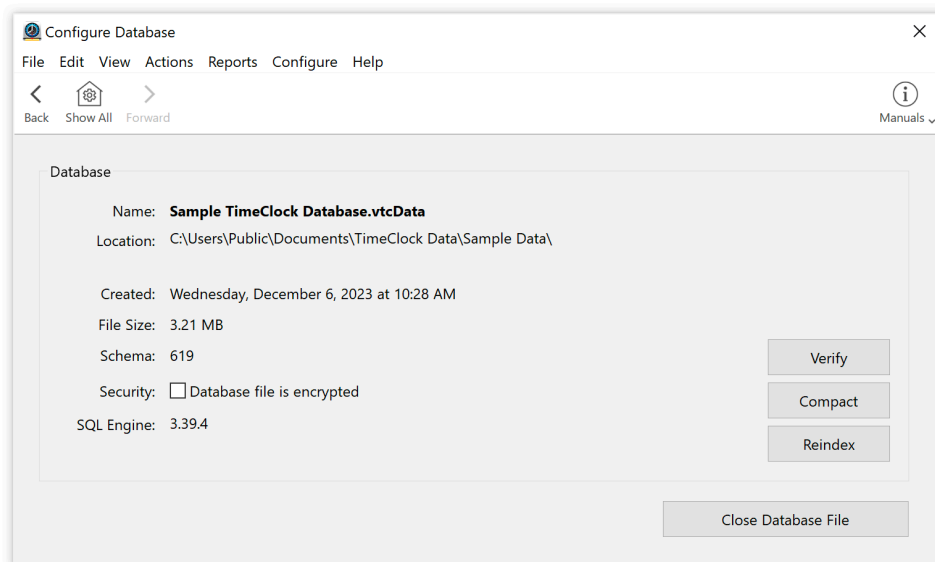 Configure Database
File Edit View Actions Reports Configure Help
Back Show All Forward Manuals
Database
Name: Sample TimeClock Database.vtcData
Location: C:\Users\Public\Documents\TimeClock Data\Sample Data\
Created: Wednesday, December 6, 2023 at 10:28 AM
File Size: 3.21 MB
Schema: 619
Verify
Security: Database file is encrypted
Compact
SQL Engine: 3.39.4
Reindex
Close Database File